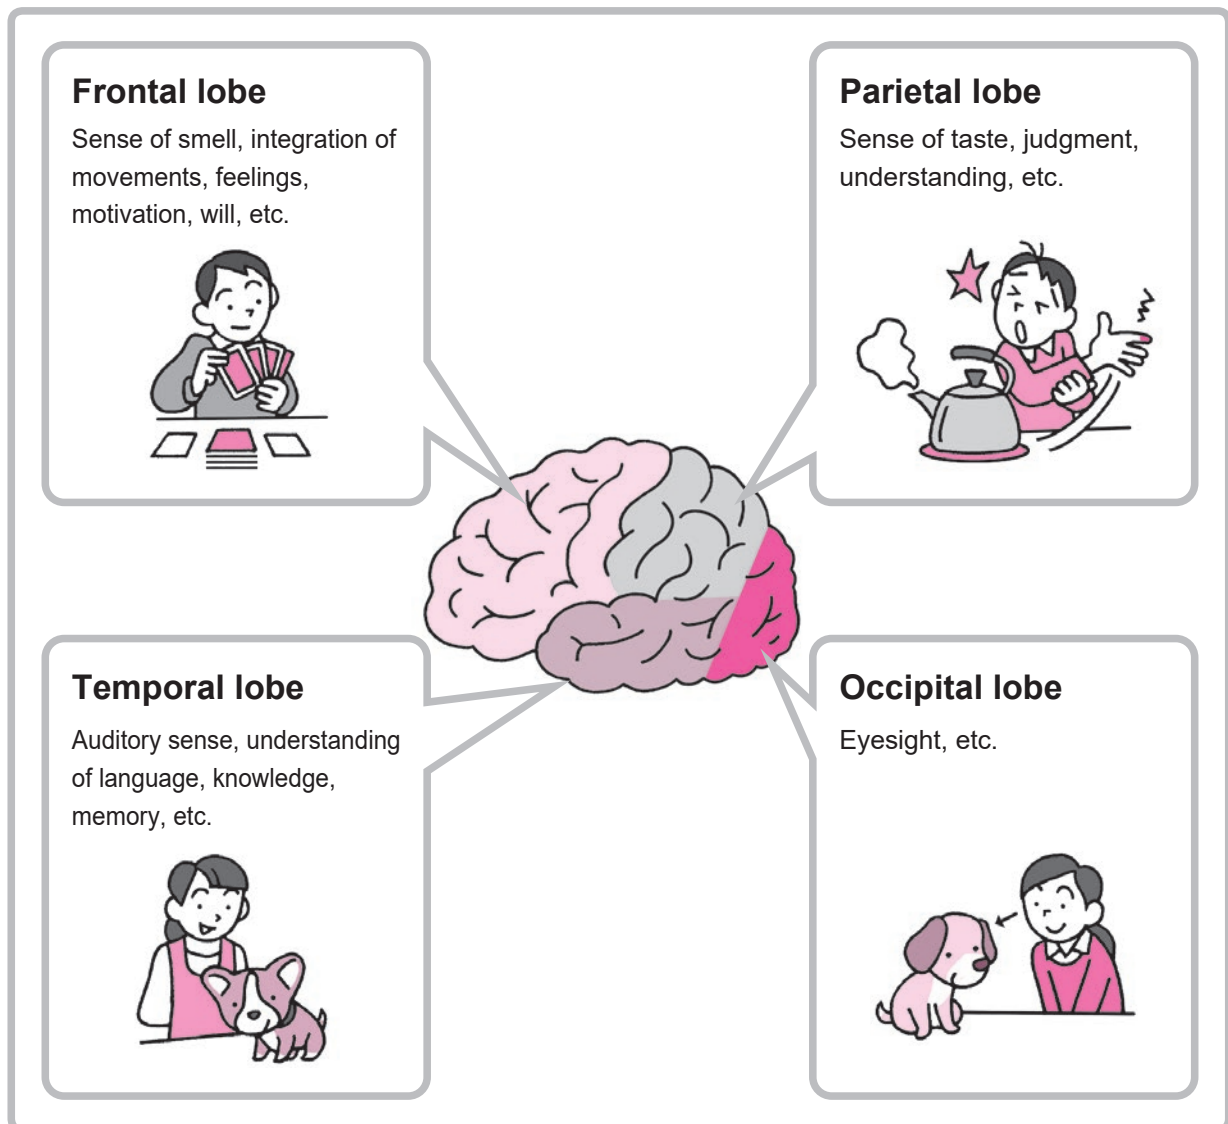 Frontal lobe
Sense of smell, integration of
movements, feelings,
motivation, will, etc.
Parietal lobe
Sense of taste, judgment,
understanding, etc.
Temporal lobe
Auditory sense, understanding
of language, knowledge,
memory, etc.
Occipital lobe
Eyesight, etc.